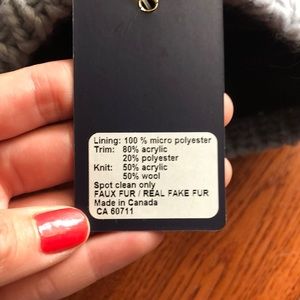 Lining: 100 % micro polyester
Trim: 80% acrylic
20% polyester
Knit: 50% acrylic
50% wool
Spot clean only
FAUX FUR / REAL FAKE FUR
Made in Canada
CA 60711